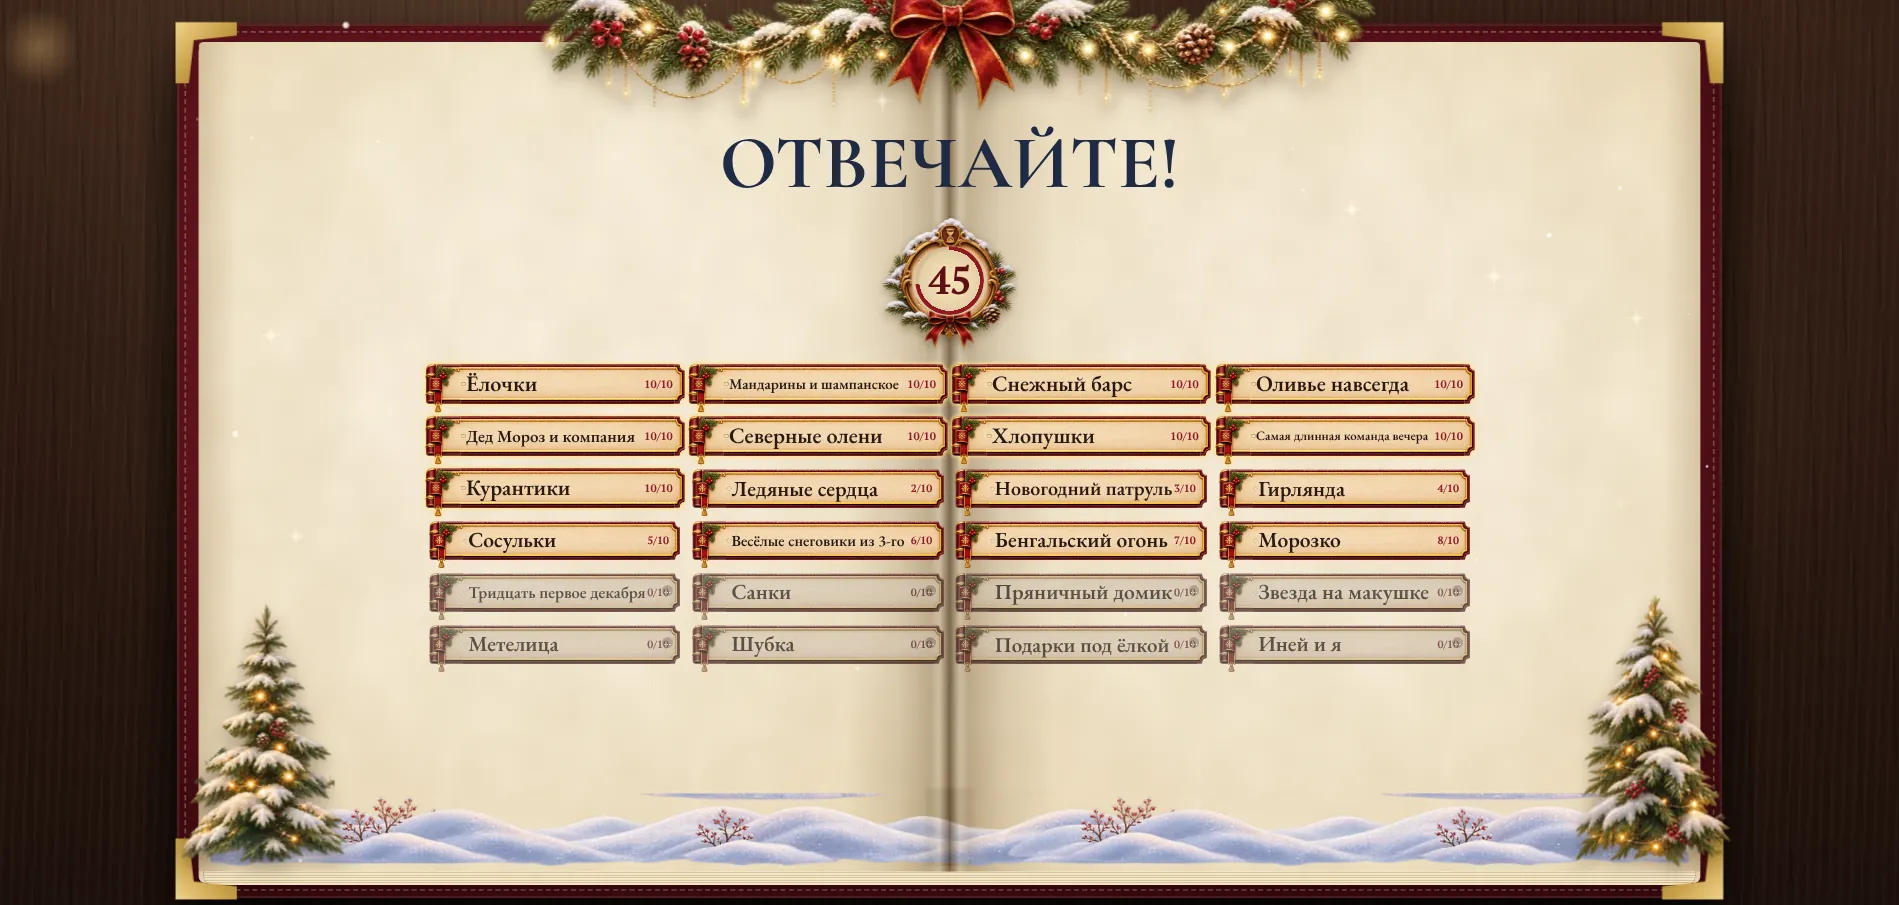 ОТВЕЧАЙТЕ!
45
Ёлочки 10/10
Мандарины и шампанское 10/10
Снежный барс 10/10
Оливье навсегда 10/10
Дед Мороз и компания 10/10
Северные олени 10/10
Хлопушки 10/10
Самая длинная команда вечера 10/10
Курантики 10/10
Ледяные сердца 2/10
Новогодний патруль 3/10
Гирлянда 4/10
Сосульки 5/10
Весёлые снеговики из 3-го 6/10
Бенгальский огонь 7/10
Морозко 8/10
Тридцать первое декабря 0/10
Санки 0/10
Пряничный домик 0/10
Звезда на макушке 0/10
Метелица 0/10
Шубка 0/10
Подарки под ёлкой 0/10
Иней и я 0/10